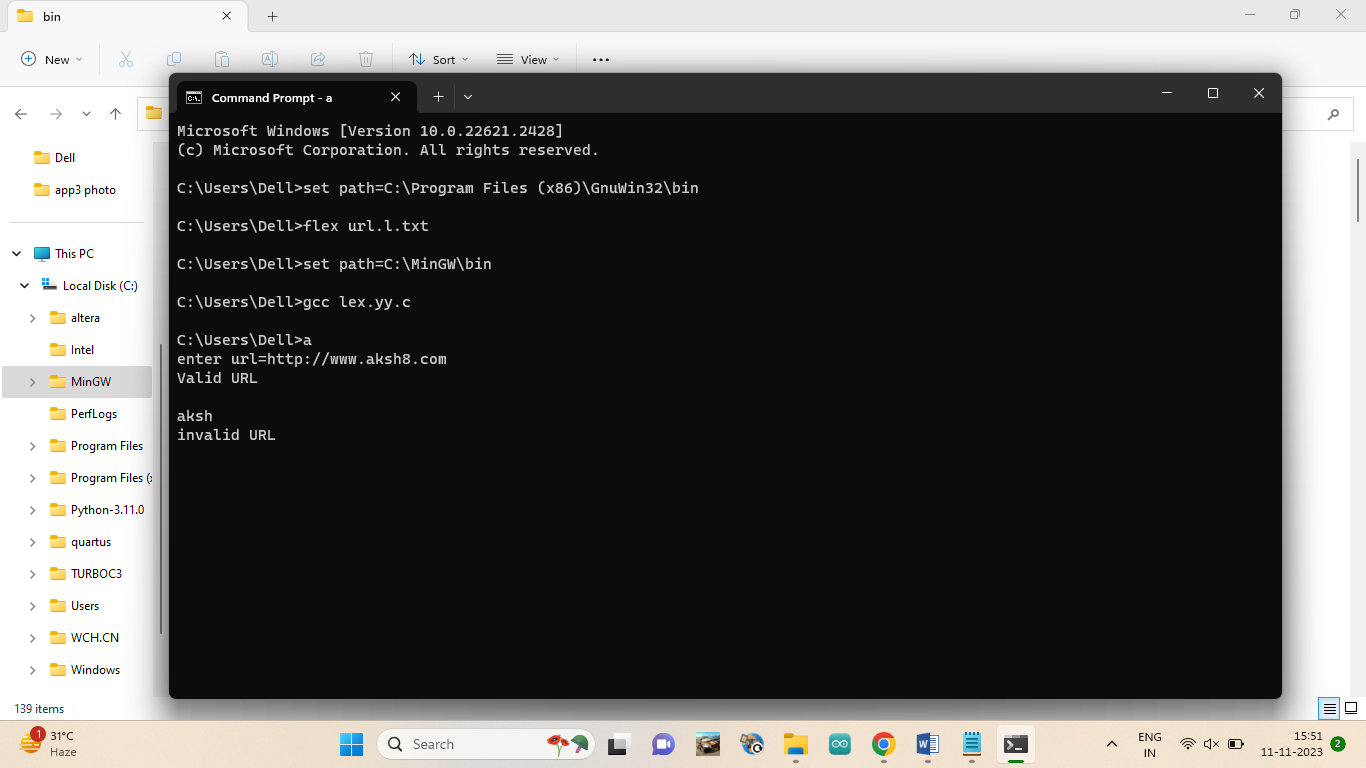 bin
New
Sort
View
Command Prompt - a
Microsoft Windows [Version 10.0.22621.2428]
(c) Microsoft Corporation. All rights reserved.
C:\Users\Dell>set path=C:\Program Files (x86)\GnuWin32\bin
C:\Users\Dell>flex url.l.txt
C:\Users\Dell>set path=C:\MinGW\bin
C:\Users\Dell>gcc lex.yy.c
C:\Users\Dell>a
enter url=http://www.aksh8.com
Valid URL
aksh
invalid URL
Dell
app3 photo
This PC
Local Disk (C:)
altera
Intel
MinGW
PerfLogs
Program Files
Program Files (
Python-3.11.0
quartus
TURBOC3
Users
WCH.CN
Windows
139 items
1
31°C
Haze
Search
ENG
IN
15:51
11-11-2023
2